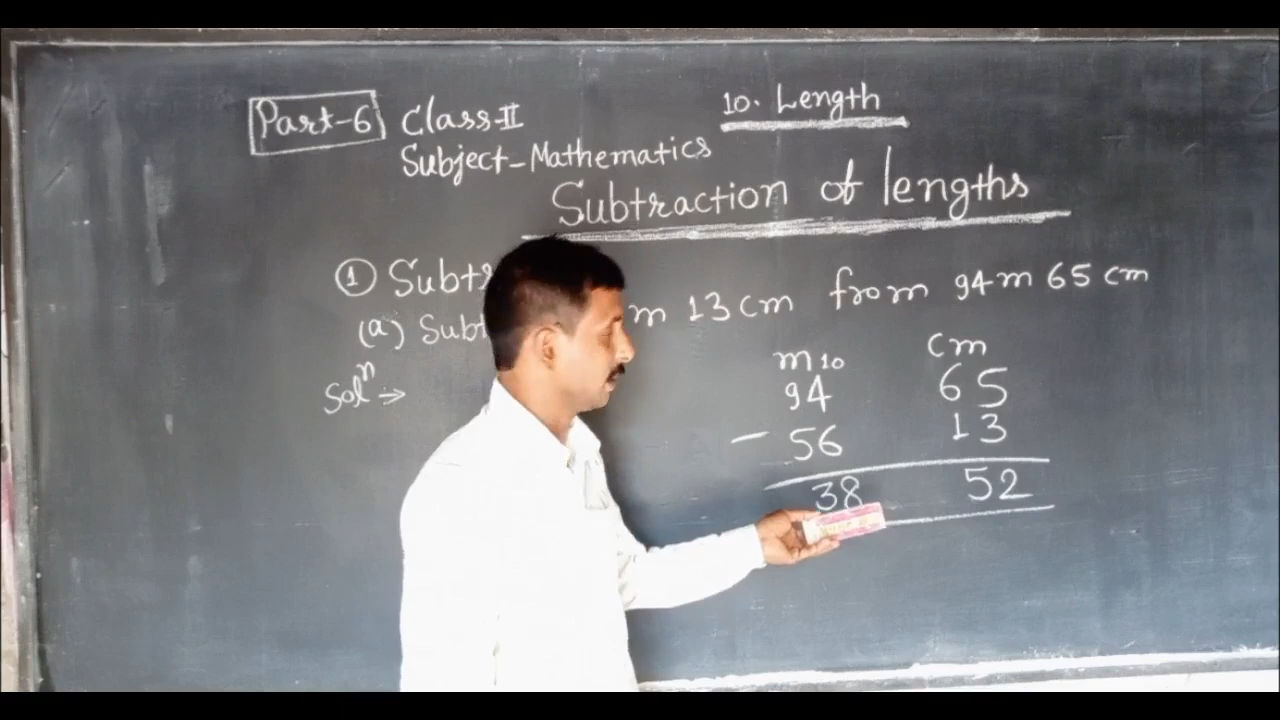 Part-6 Class-II 10. Length
Subject-Mathematics
Subtraction of lengths
① Subtr
(a) Subt m 13 cm from 94 m 65 cm
Solⁿ → m 10 cm
94 65
- 56 13
38 52